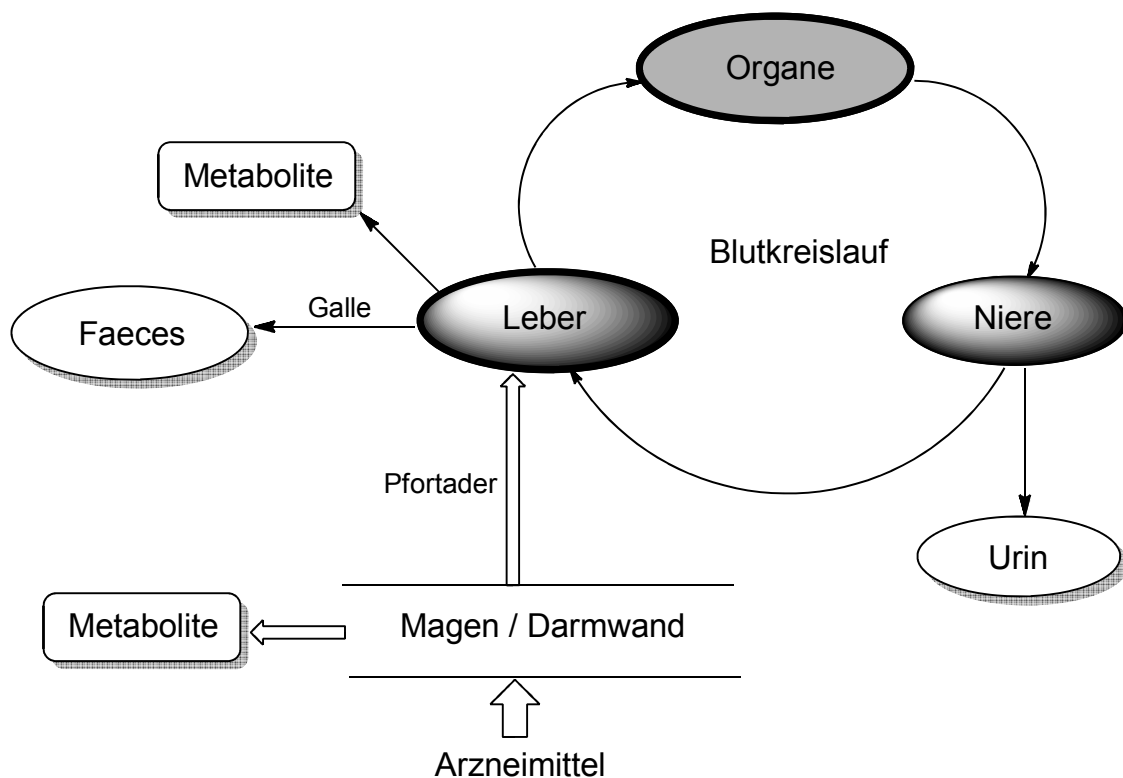 Organe
Metabolite
Blutkreislauf
Galle
Leber
Niere
Faeces
Pfortader
Urin
Metabolite
Magen / Darmwand
Arzneimittel